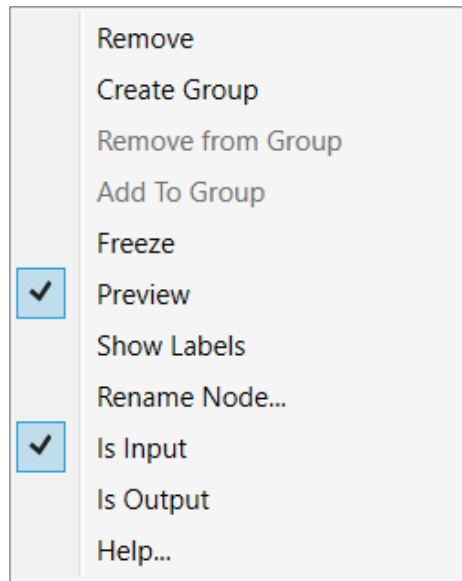 Remove
Create Group
Remove from Group
Add To Group
Freeze
Preview
Show Labels
Rename Node...
Is Input
Is Output
Help...